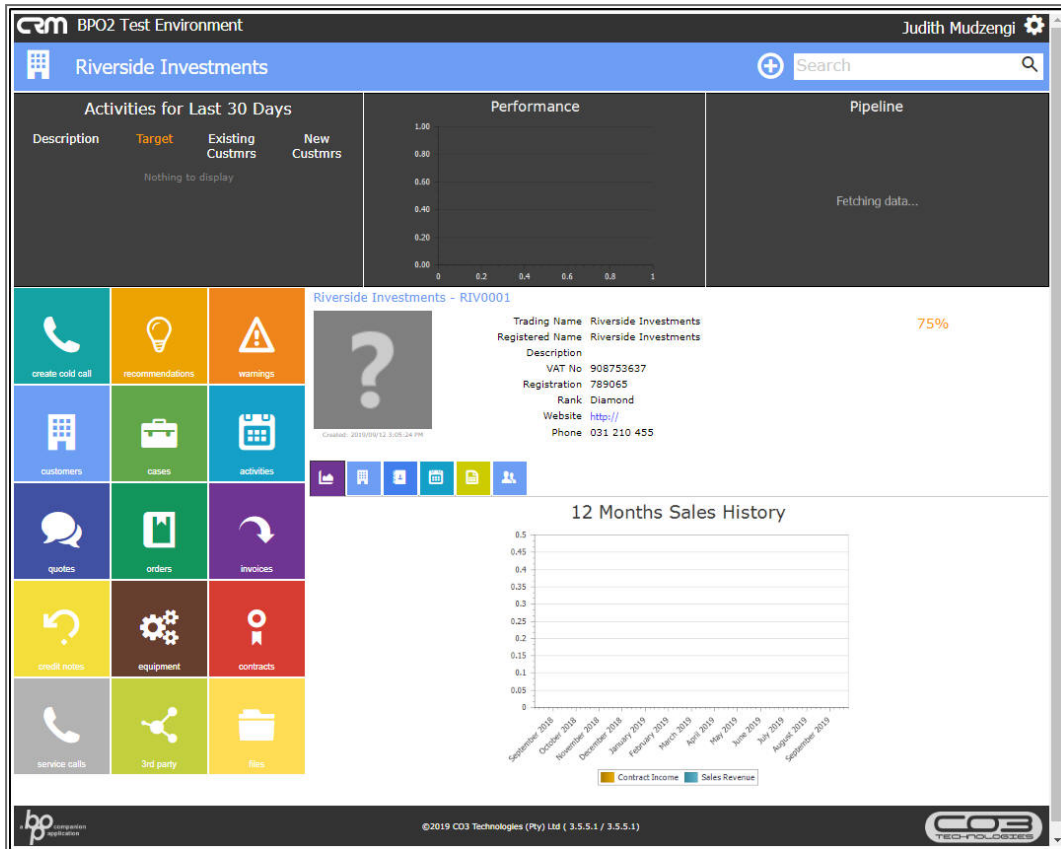 CRM BPO2 Test Environment
Judith Mudzengi
Riverside Investments
Search
Activities for Last 30 Days
Description Target Existing Custmrs New Custmrs
Nothing to display
Performance
1.00
0.80
0.60
0.40
0.20
0.00
0 0.2 0.4 0.6 0.8 1
Pipeline
Fetching data...
create cold call
recommendations
warnings
customers
cases
activities
quotes
orders
invoices
credit notes
equipment
contracts
service calls
3rd party
files
Riverside Investments - RIV0001
?
Created: 2019/09/12 3:05:24 PM
Trading Name Riverside Investments
Registered Name Riverside Investments
Description
VAT No 908753637
Registration 789065
Rank Diamond
Website http://
Phone 031 210 455
75%
12 Months Sales History
0.5
0.45
0.4
0.35
0.3
0.25
0.2
0.15
0.1
0.05
0
September 2018
October 2018
November 2018
December 2018
January 2019
February 2019
March 2019
April 2019
May 2019
June 2019
July 2019
August 2019
September 2019
Contract Income Sales Revenue
a bp companion application
©2019 CO3 Technologies (Pty) Ltd ( 3.5.5.1 / 3.5.5.1)
CO3
TECHNOLOGIES